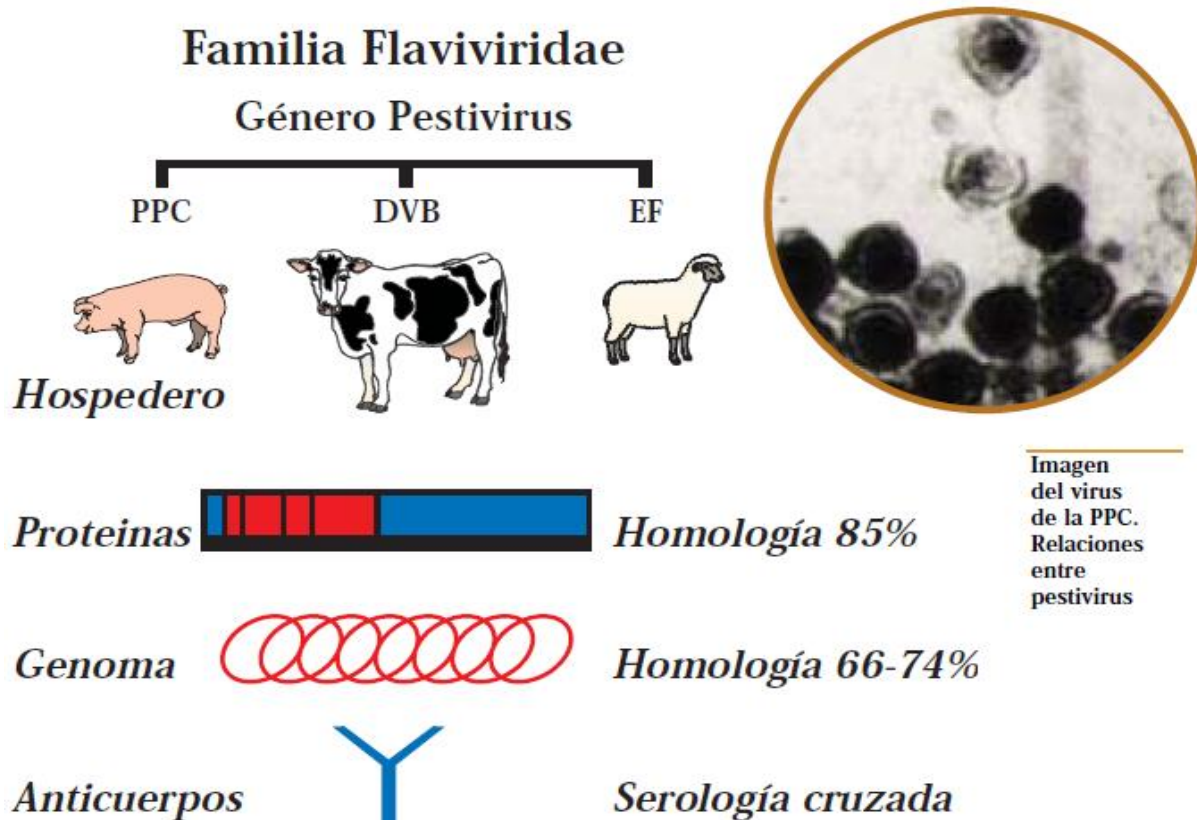 Familia Flaviviridae
Género Pestivirus
PPC DVB EF
Hospedero
Proteinas Homología 85%
Genoma Homología 66-74%
Anticuerpos Serología cruzada
Imagen
del virus
de la PPC.
Relaciones
entre
pestivirus